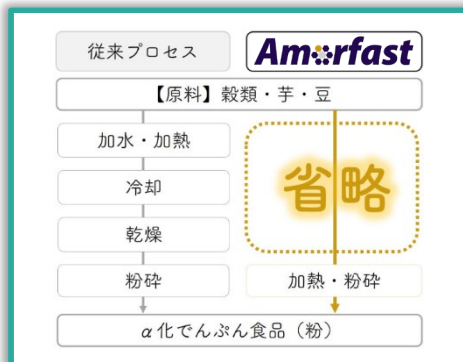 従来プロセス
Amorfast
【原料】穀類・芋・豆
加水・加熱
冷却
乾燥
粉砕
省略
加熱・粉砕
α化でんぷん食品（粉）